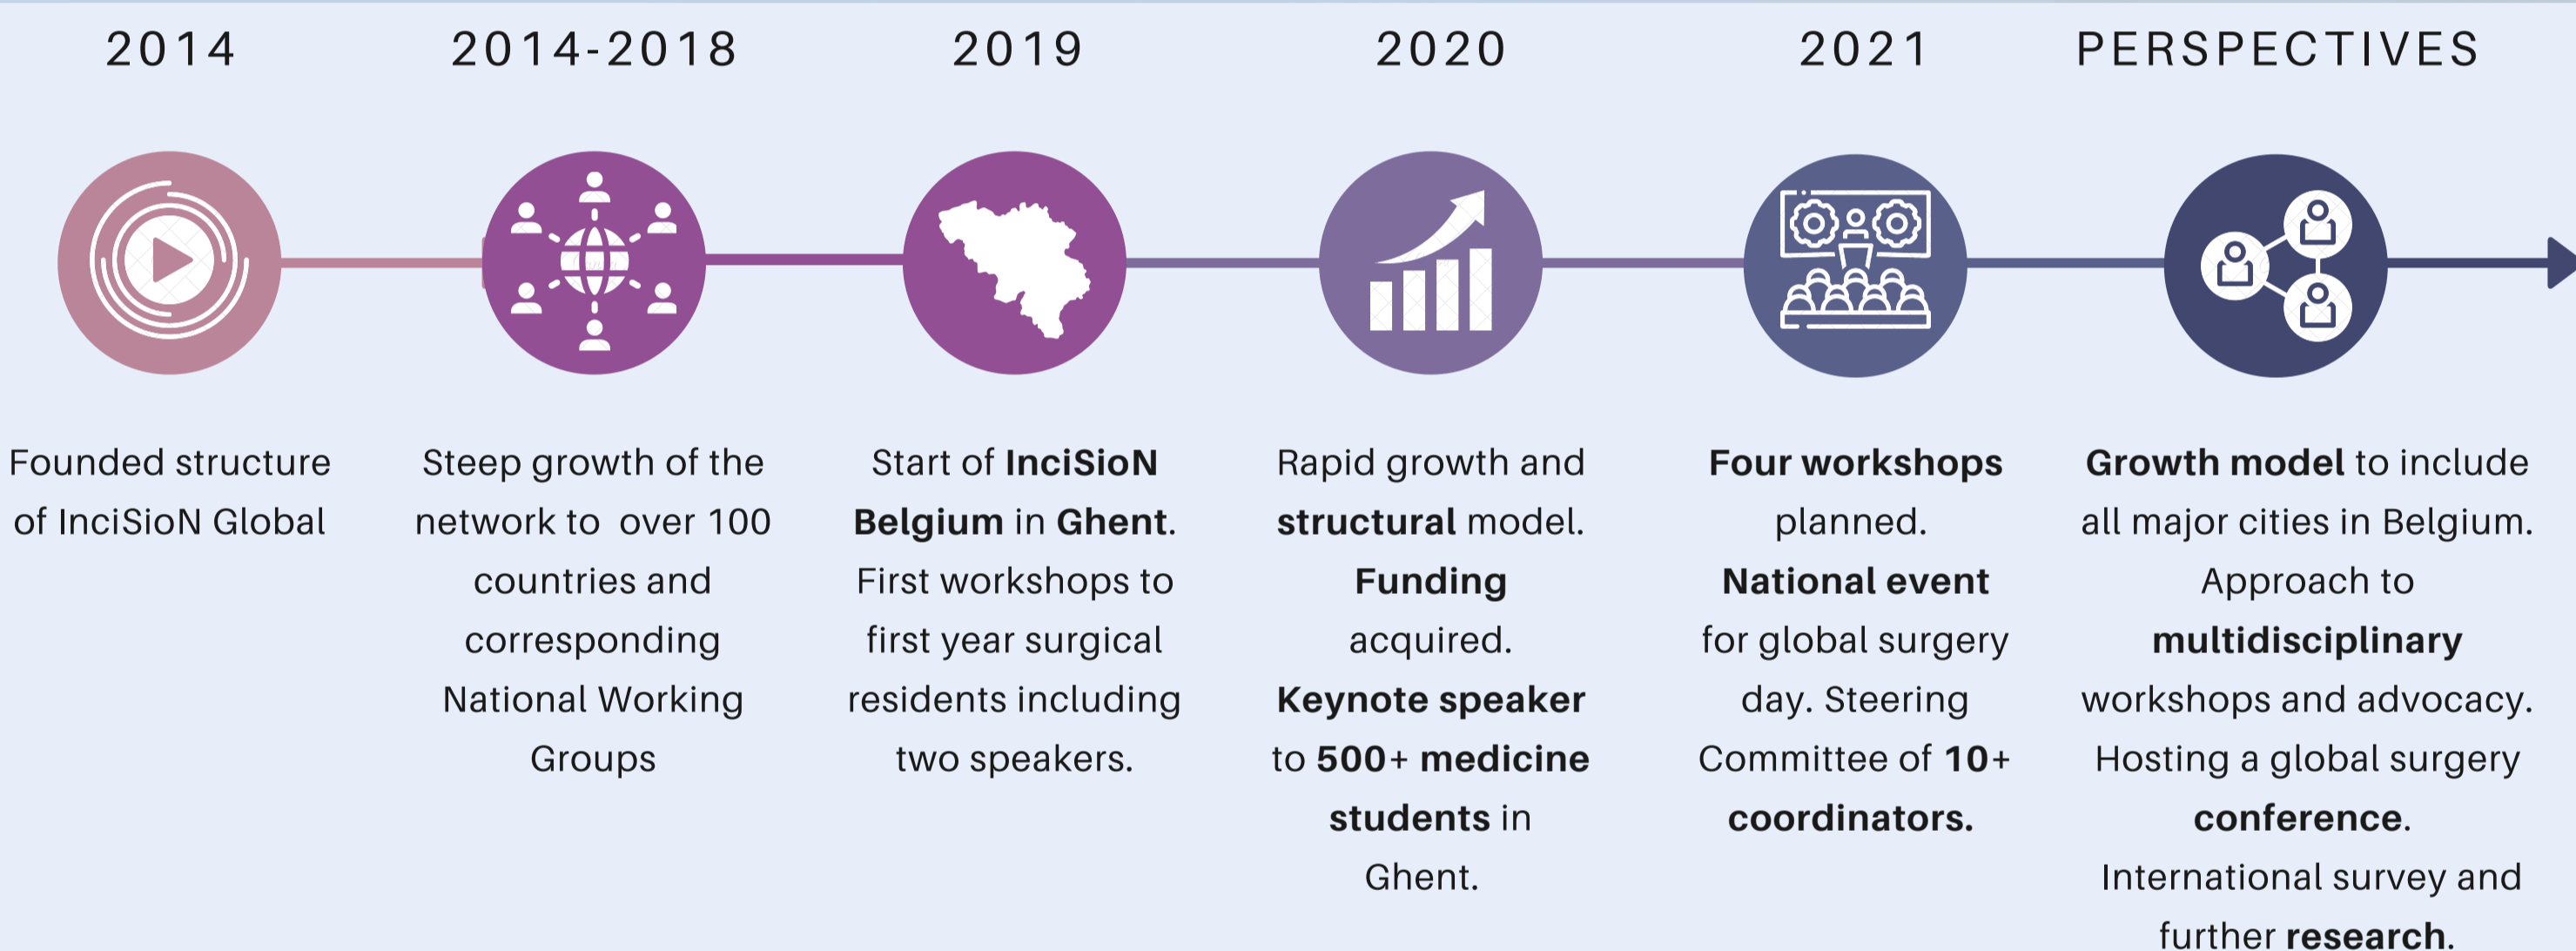 2014
Founded structure
of InciSioN Global
2014-2018
Steep growth of the
network to over 100
countries and
corresponding
National Working
Groups
2019
Start of InciSioN
Belgium in Ghent.
First workshops to
first year surgical
residents including
two speakers.
2020
Rapid growth and
structural model.
Funding
acquired.
Keynote speaker
to 500+ medicine
students in
Ghent.
2021
Four workshops
planned.
National event
for global surgery
day. Steering
Committee of 10+
coordinators.
PERSPECTIVES
Growth model to include
all major cities in Belgium.
Approach to
multidisciplinary
workshops and advocacy.
Hosting a global surgery
conference.
International survey and
further research.